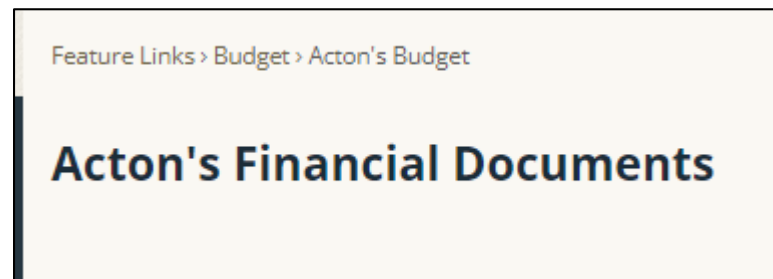 Feature Links › Budget › Acton's Budget
Acton's Financial Documents